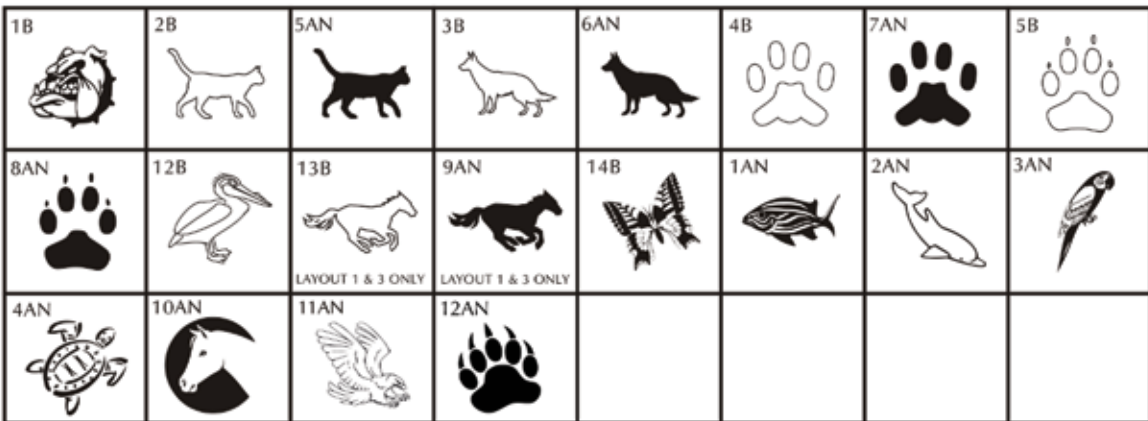 1B
2B
5AN
3B
6AN
4B
7AN
5B
8AN
12B
13B
LAYOUT 1 & 3 ONLY
9AN
LAYOUT 1 & 3 ONLY
14B
1AN
2AN
3AN
4AN
10AN
11AN
12AN